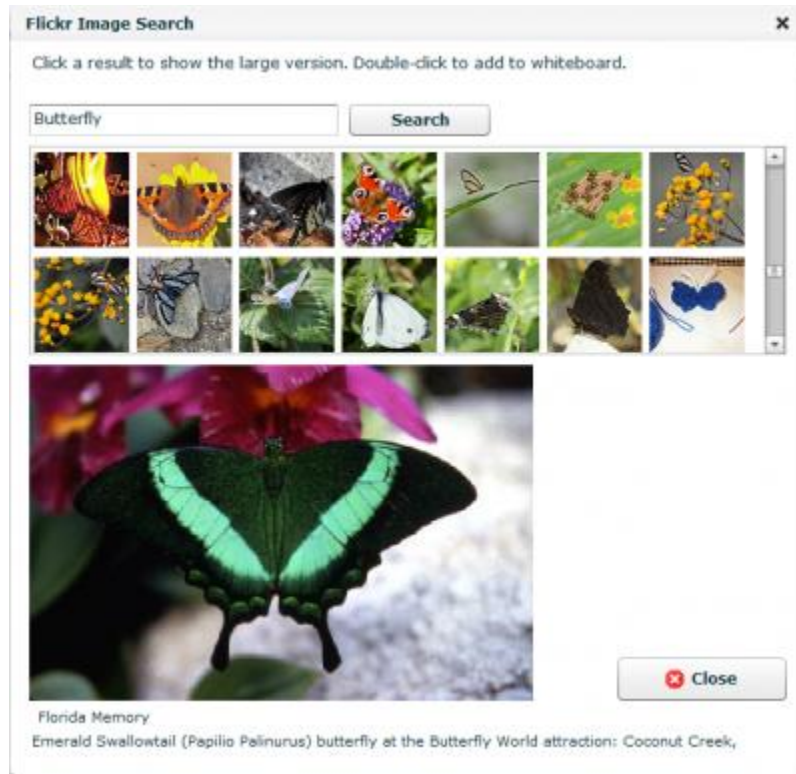 Flickr Image Search
Click a result to show the large version. Double-click to add to whiteboard.
Butterfly
Search
Close
Florida Memory
Emerald Swallowtail (Papilio Palinurus) butterfly at the Butterfly World attraction: Coconut Creek,